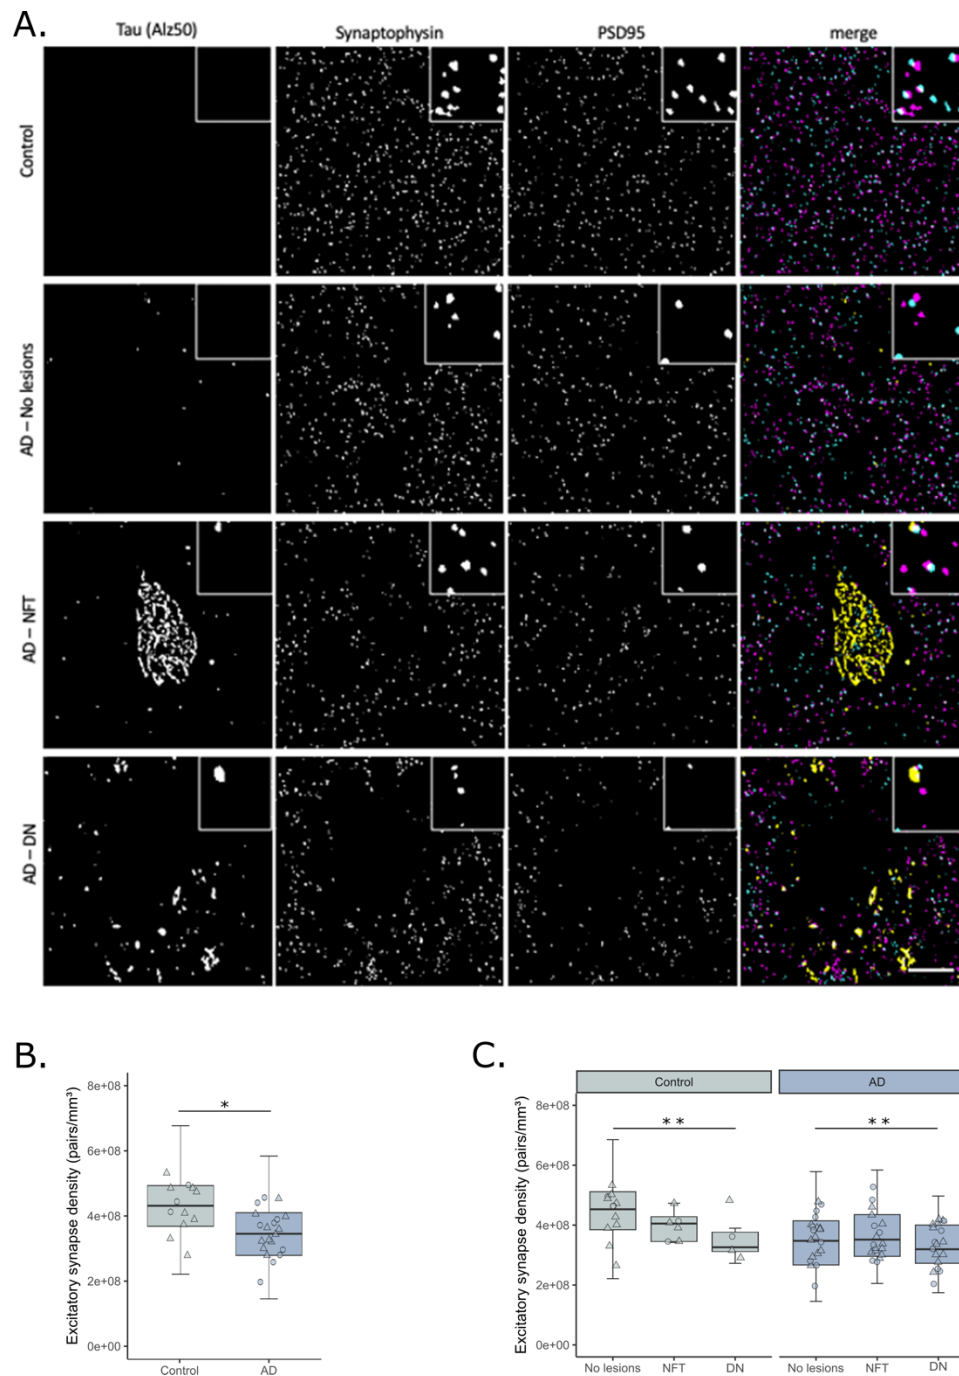 A.
Tau (Alz50) Synaptophysin PSD95 merge
Control
AD – No lesions
AD – NFT
AD – DN
B.
Excitatory synapse density (pairs/mm³)
8e+08
6e+08
4e+08
2e+08
0e+00
*
Control AD
C.
Control AD
Excitatory synapse density (pairs/mm³)
8e+08
6e+08
4e+08
2e+08
0e+00
** **
No lesions NFT DN No lesions NFT DN